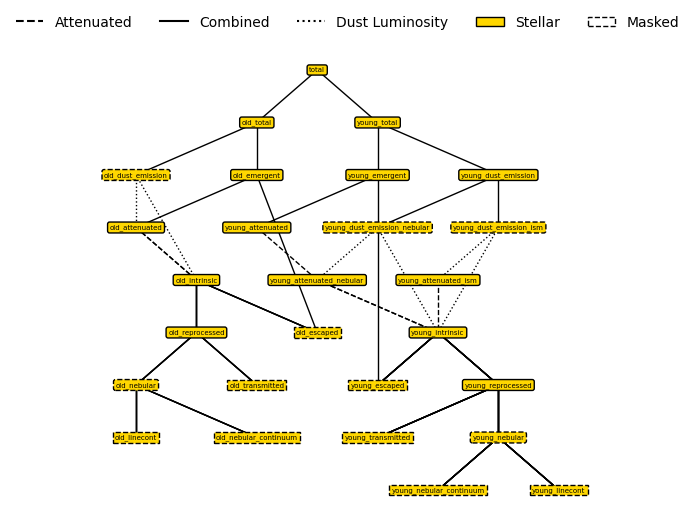 Attenuated Combined Dust Luminosity Stellar Masked
total
old_total young_total
old_dust_emission old_emergent young_emergent young_dust_emission
old_attenuated young_attenuated young_dust_emission_nebular young_dust_emission_ism
old_intrinsic young_attenuated_nebular young_attenuated_ism
old_reprocessed old_escaped young_intrinsic
old_nebular old_transmitted young_escaped young_reprocessed
old_linecont old_nebular_continuum young_transmitted young_nebular
young_nebular_continuum young_linecont